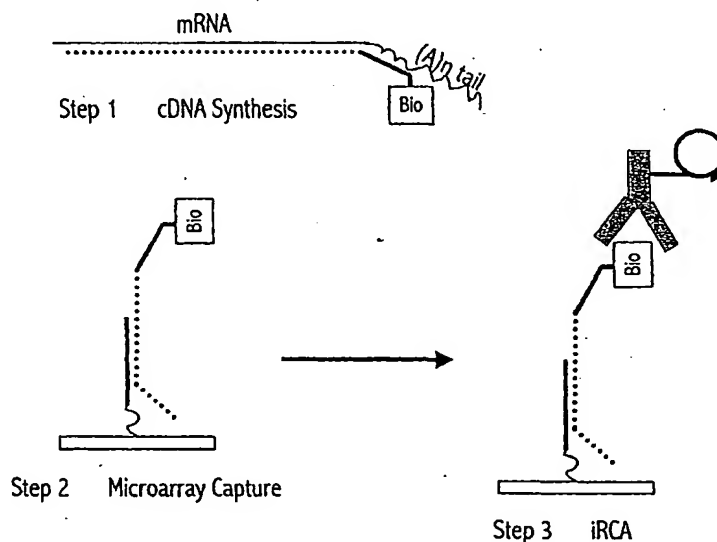 mRNA
(A)n tail
Bio
Step 1 cDNA Synthesis
Bio
Bio
Step 2 Microarray Capture
Step 3 iRCA